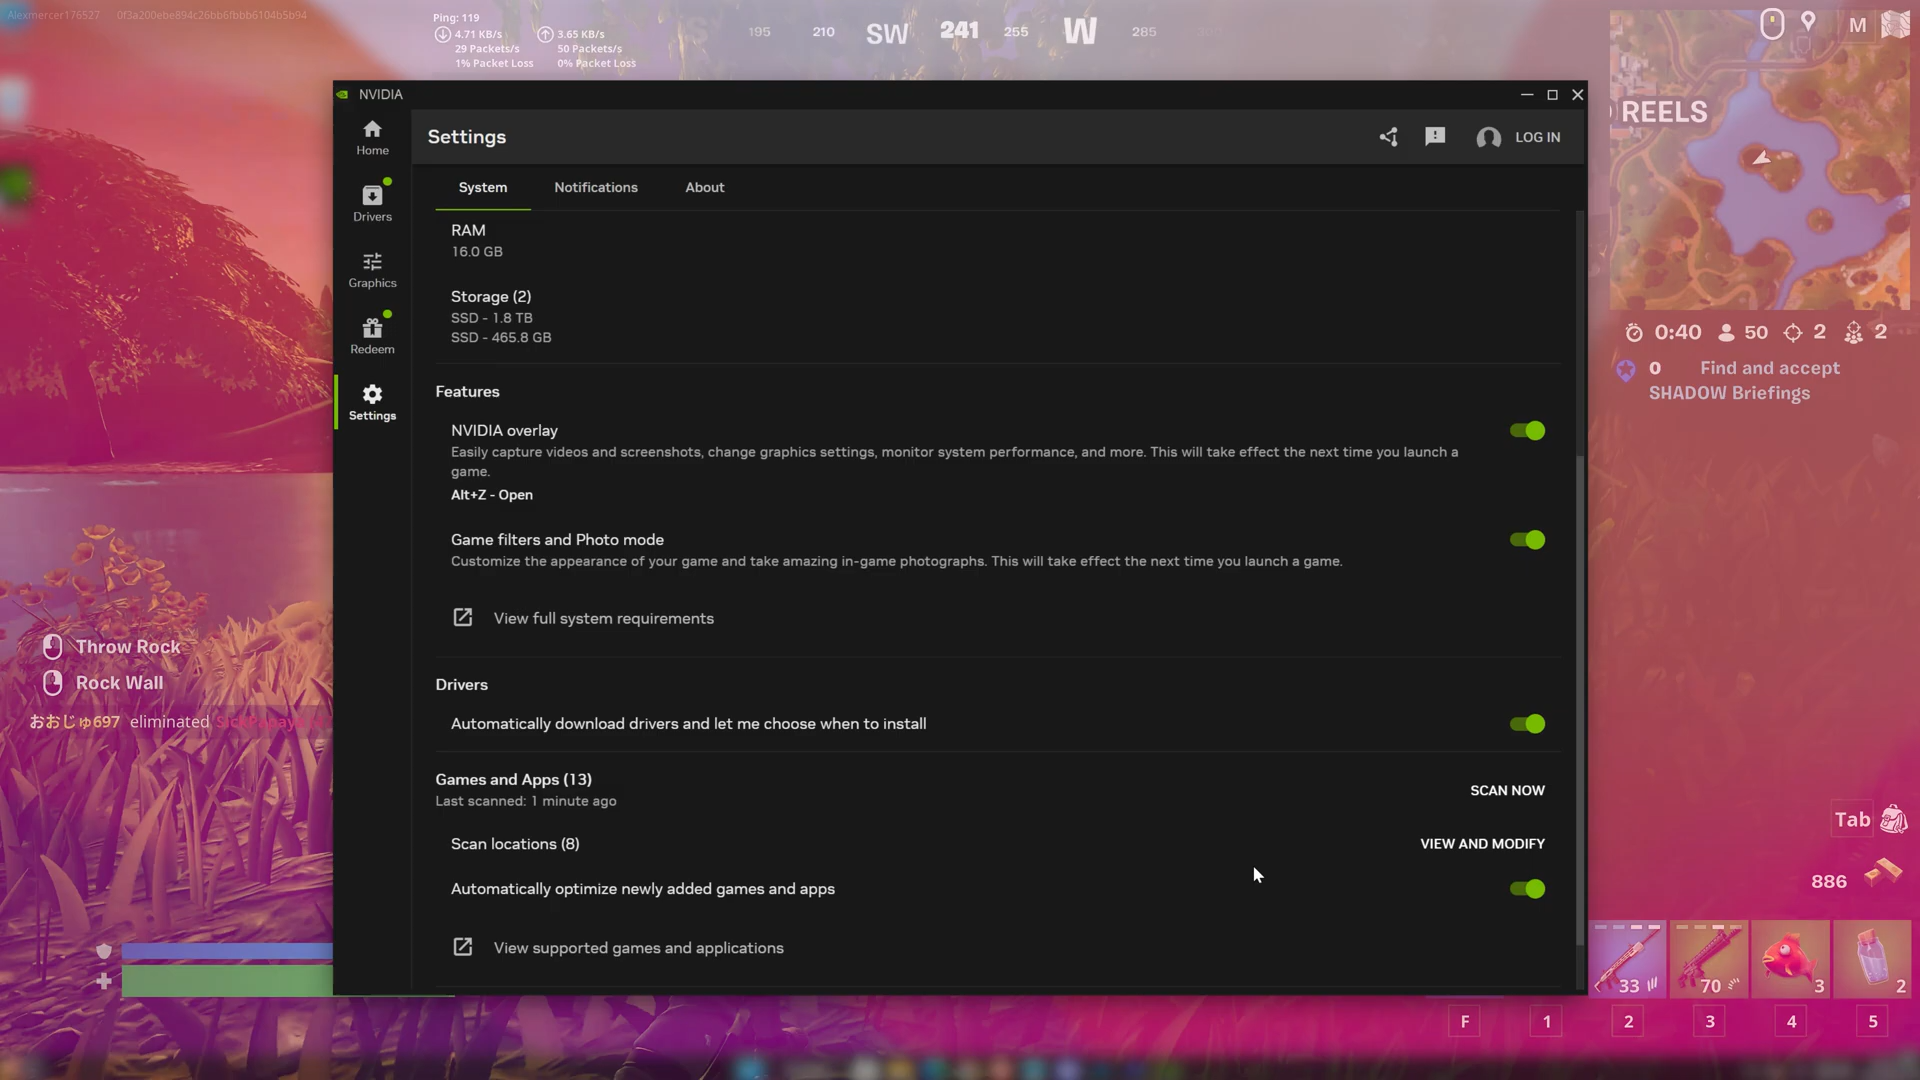 Alexmercer176527 0f3a200ebe894c26bb6fbbb6104b5b94
Ping: 119
4.71 KB/s 3.65 KB/s
29 Packets/s 50 Packets/s
1% Packet Loss 0% Packet Loss
195 210 SW 241 255 W 285
M
REELS
0:40 50 2 2
0 Find and accept
SHADOW Briefings
NVIDIA
Home
Drivers
Graphics
Redeem
Settings
Settings
LOG IN
System Notifications About
RAM
16.0 GB
Storage (2)
SSD - 1.8 TB
SSD - 465.8 GB
Features
NVIDIA overlay
Easily capture videos and screenshots, change graphics settings, monitor system performance, and more. This will take effect the next time you launch a
game.
Alt+Z - Open
Game filters and Photo mode
Customize the appearance of your game and take amazing in-game photographs. This will take effect the next time you launch a game.
View full system requirements
Drivers
Automatically download drivers and let me choose when to install
Games and Apps (13)
Last scanned: 1 minute ago
SCAN NOW
Scan locations (8)
VIEW AND MODIFY
Automatically optimize newly added games and apps
View supported games and applications
Throw Rock
Rock Wall
おおじゅ697 eliminated
Tab
886
33 70 3 2
F 1 2 3 4 5